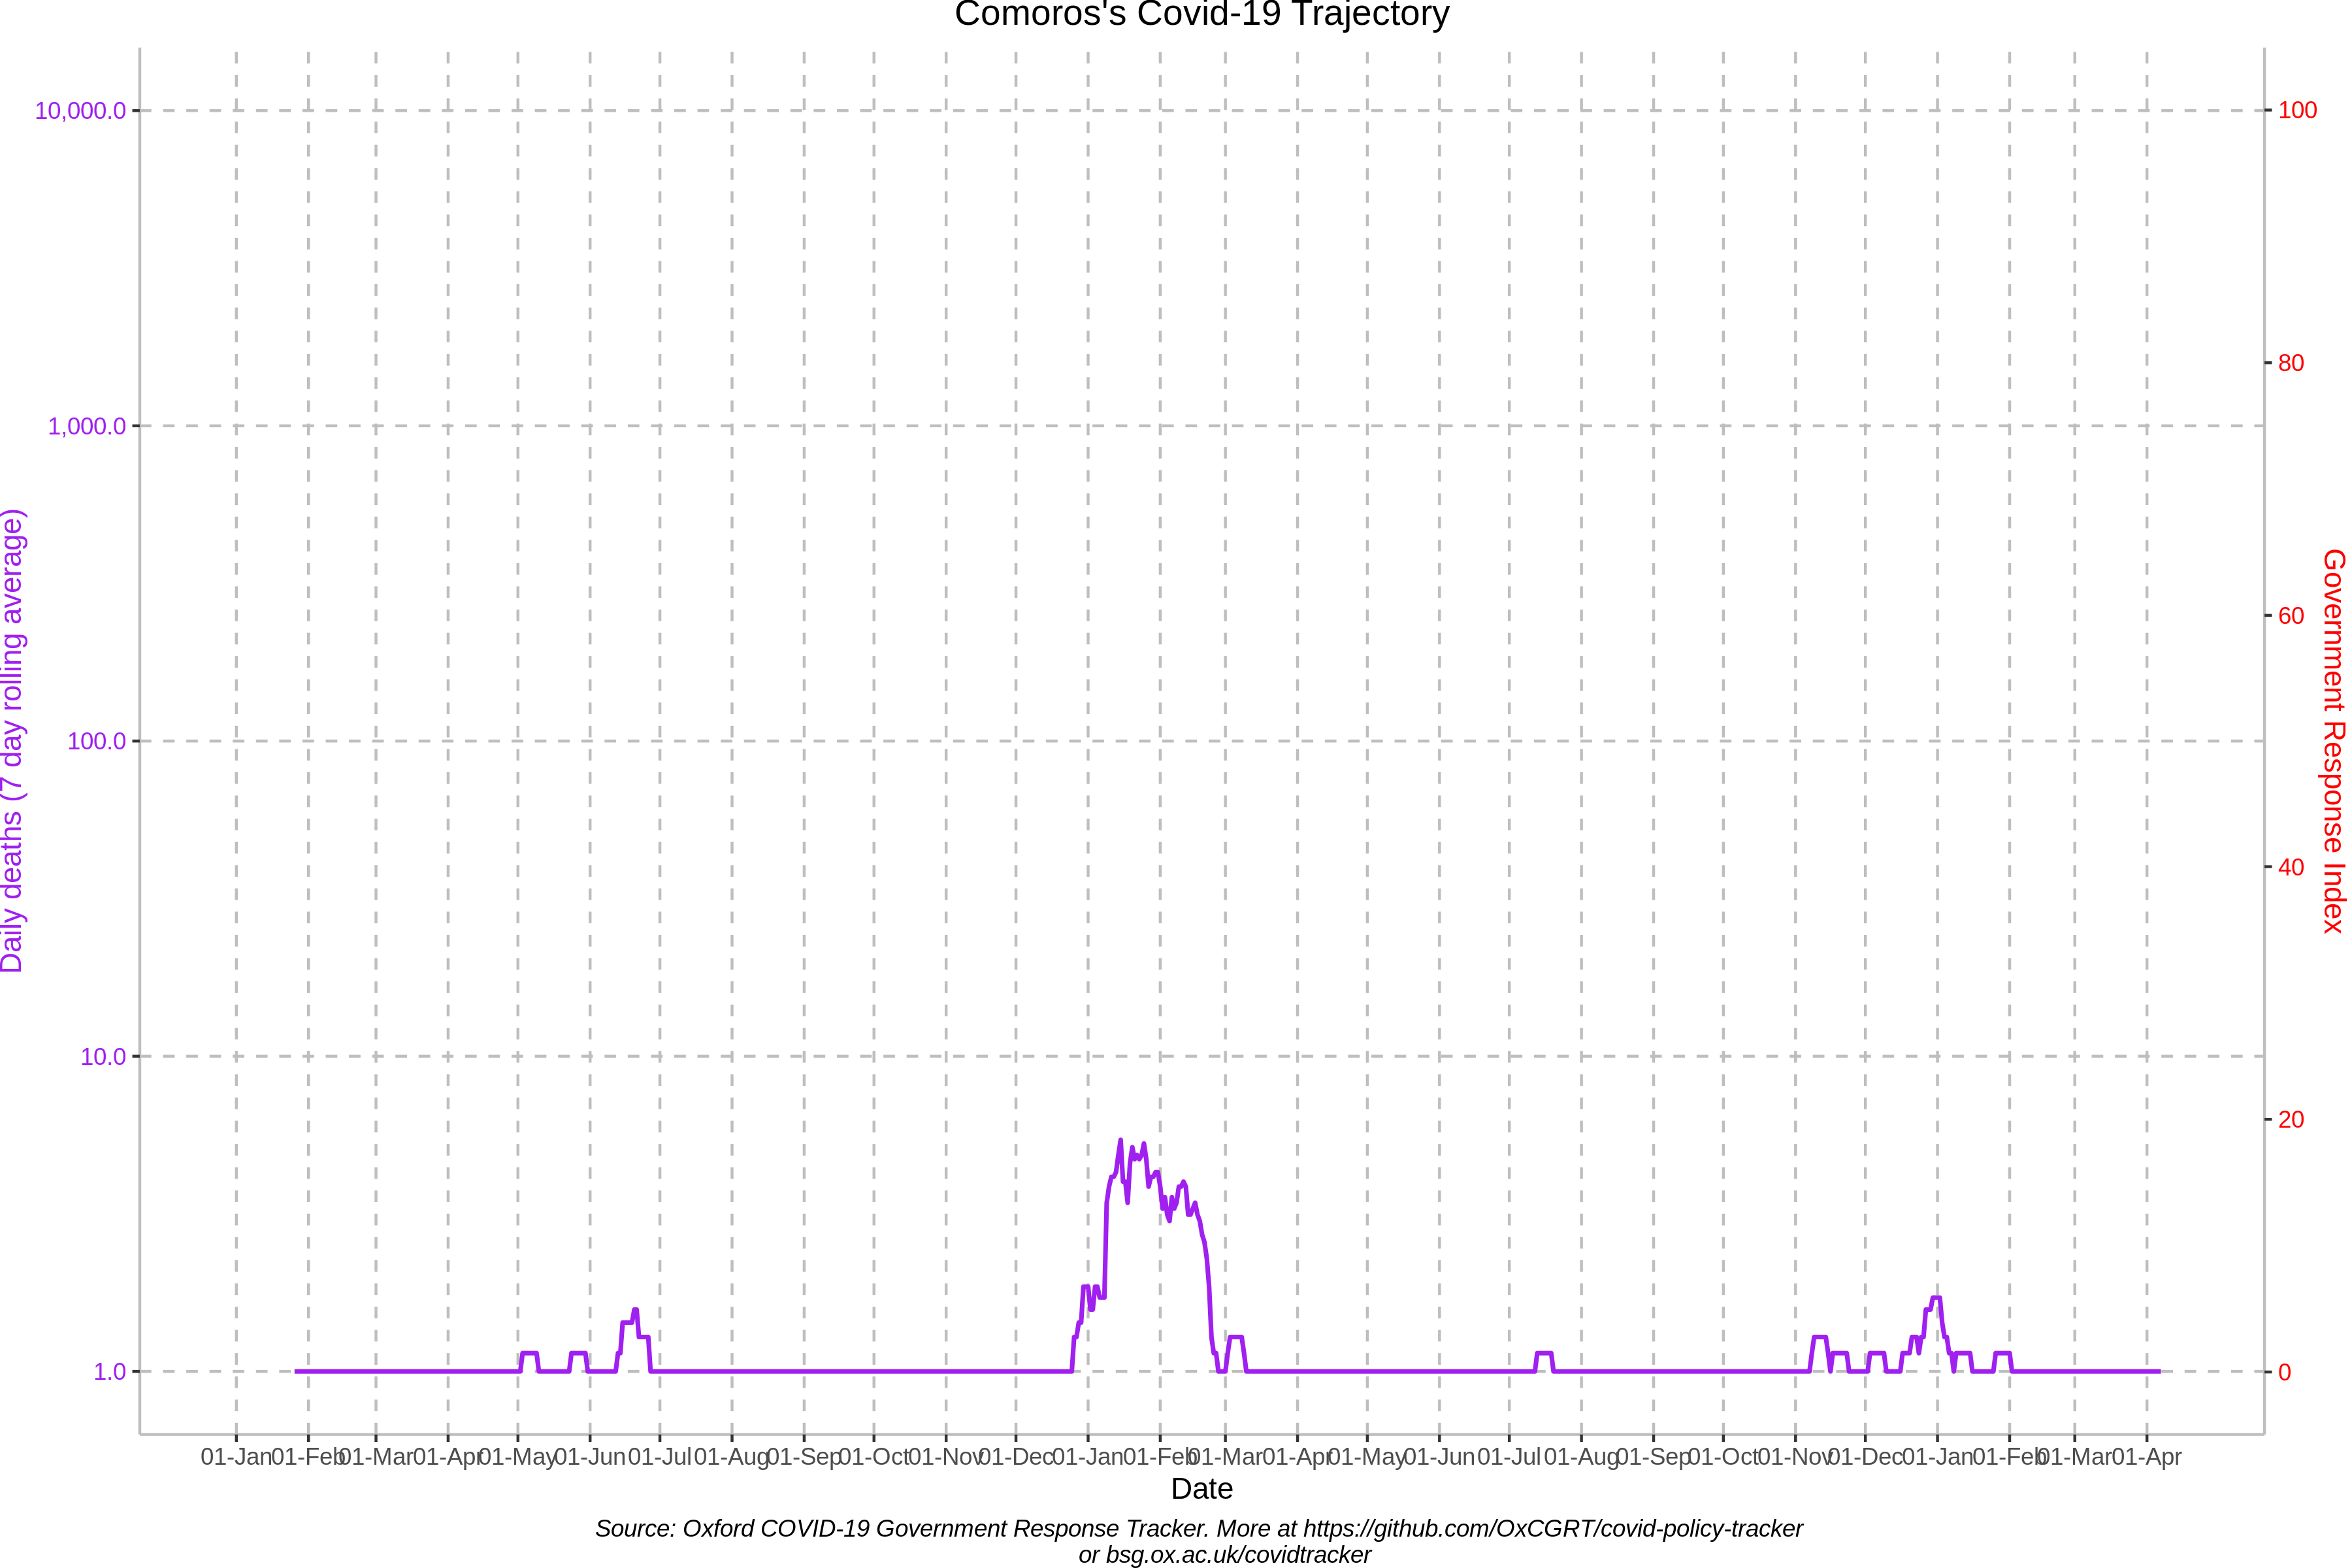 Comoros's Covid-19 Trajectory
10,000.0
1,000.0
100.0
10.0
1.0
Daily deaths (7 day rolling average)
100
80
60
40
20
0
Government Response Index
01-Jan 01-Feb 01-Mar 01-Apr 01-May 01-Jun 01-Jul 01-Aug 01-Sep 01-Oct 01-Nov 01-Dec 01-Jan 01-Feb 01-Mar 01-Apr 01-May 01-Jun 01-Jul 01-Aug 01-Sep 01-Oct 01-Nov 01-Dec 01-Jan 01-Feb 01-Mar 01-Apr
Date
Source: Oxford COVID-19 Government Response Tracker. More at https://github.com/OxCGRT/covid-policy-tracker
or bsg.ox.ac.uk/covidtracker